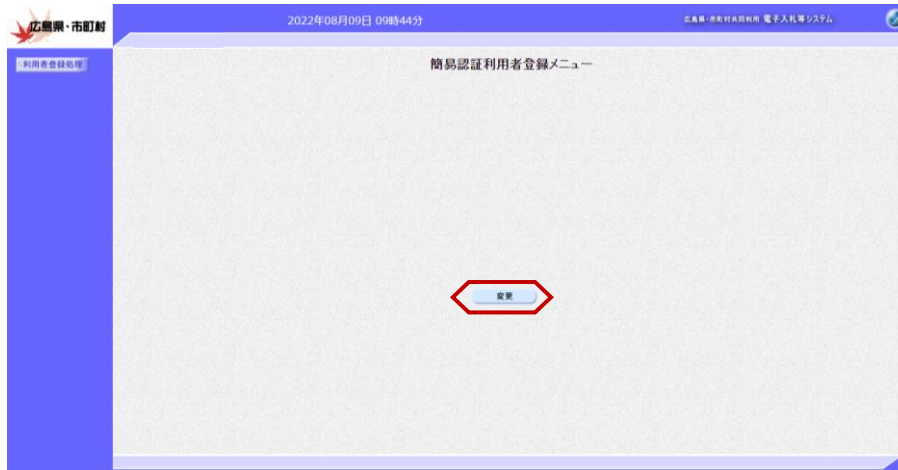 広島県・市町村
2022年08月09日 09時44分
広島県・市町村共同利用 電子入札等システム
利用者登録処理
簡易認証利用者登録メニュー
変更